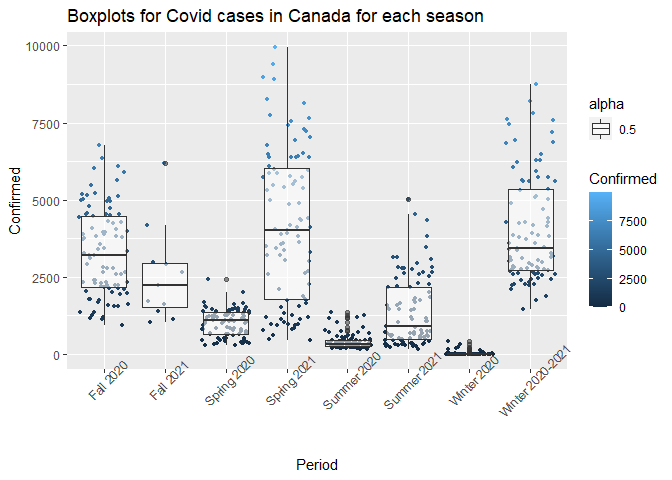 Boxplots for Covid cases in Canada for each season
Confirmed
10000
7500
5000
2500
0
Fall 2020
Fall 2021
Spring 2020
Spring 2021
Summer 2020
Summer 2021
Winter 2020
Winter 2020-2021
Period
alpha
0.5
Confirmed
7500
5000
2500
0